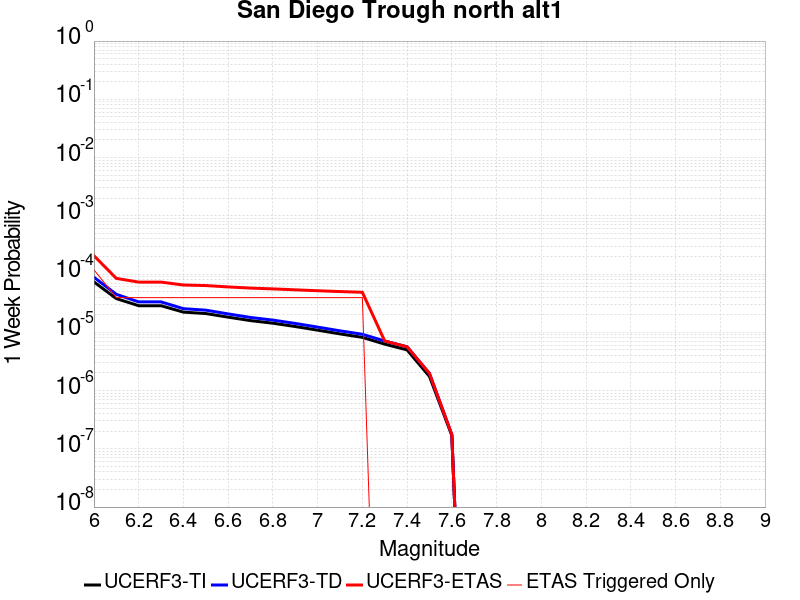 San Diego Trough north alt1
10^0
10^-1
10^-2
10^-3
10^-4
10^-5
10^-6
10^-7
10^-8
1 Week Probability
6 6.2 6.4 6.6 6.8 7 7.2 7.4 7.6 7.8 8 8.2 8.4 8.6 8.8 9
Magnitude
UCERF3-TI UCERF3-TD UCERF3-ETAS ETAS Triggered Only